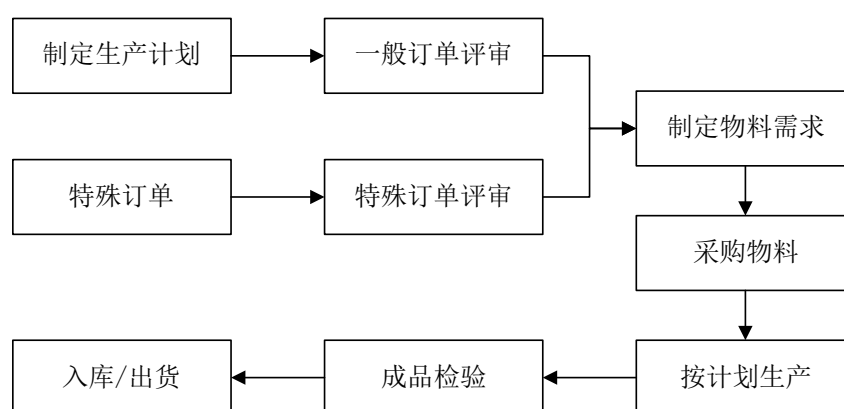 制定生产计划
一般订单评审
制定物料需求
特殊订单
特殊订单评审
采购物料
入库/出货
成品检验
按计划生产